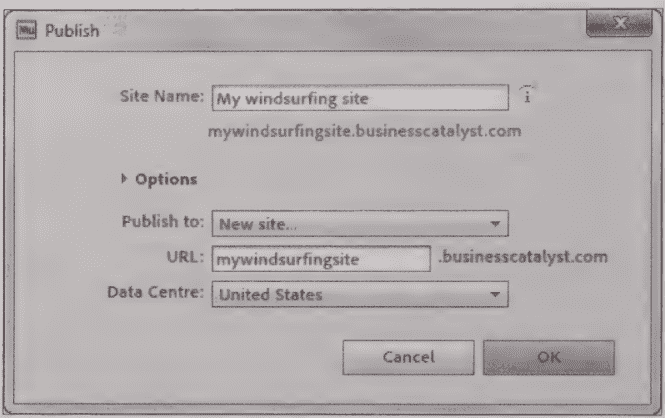 Mu Publish x
Site Name: My windsurfing site i
mywindsurfingsite.businesscatalyst.com
Options
Publish to: New site...
URL: mywindsurfingsite .businesscatalyst.com
Data Centre: United States
Cancel OK